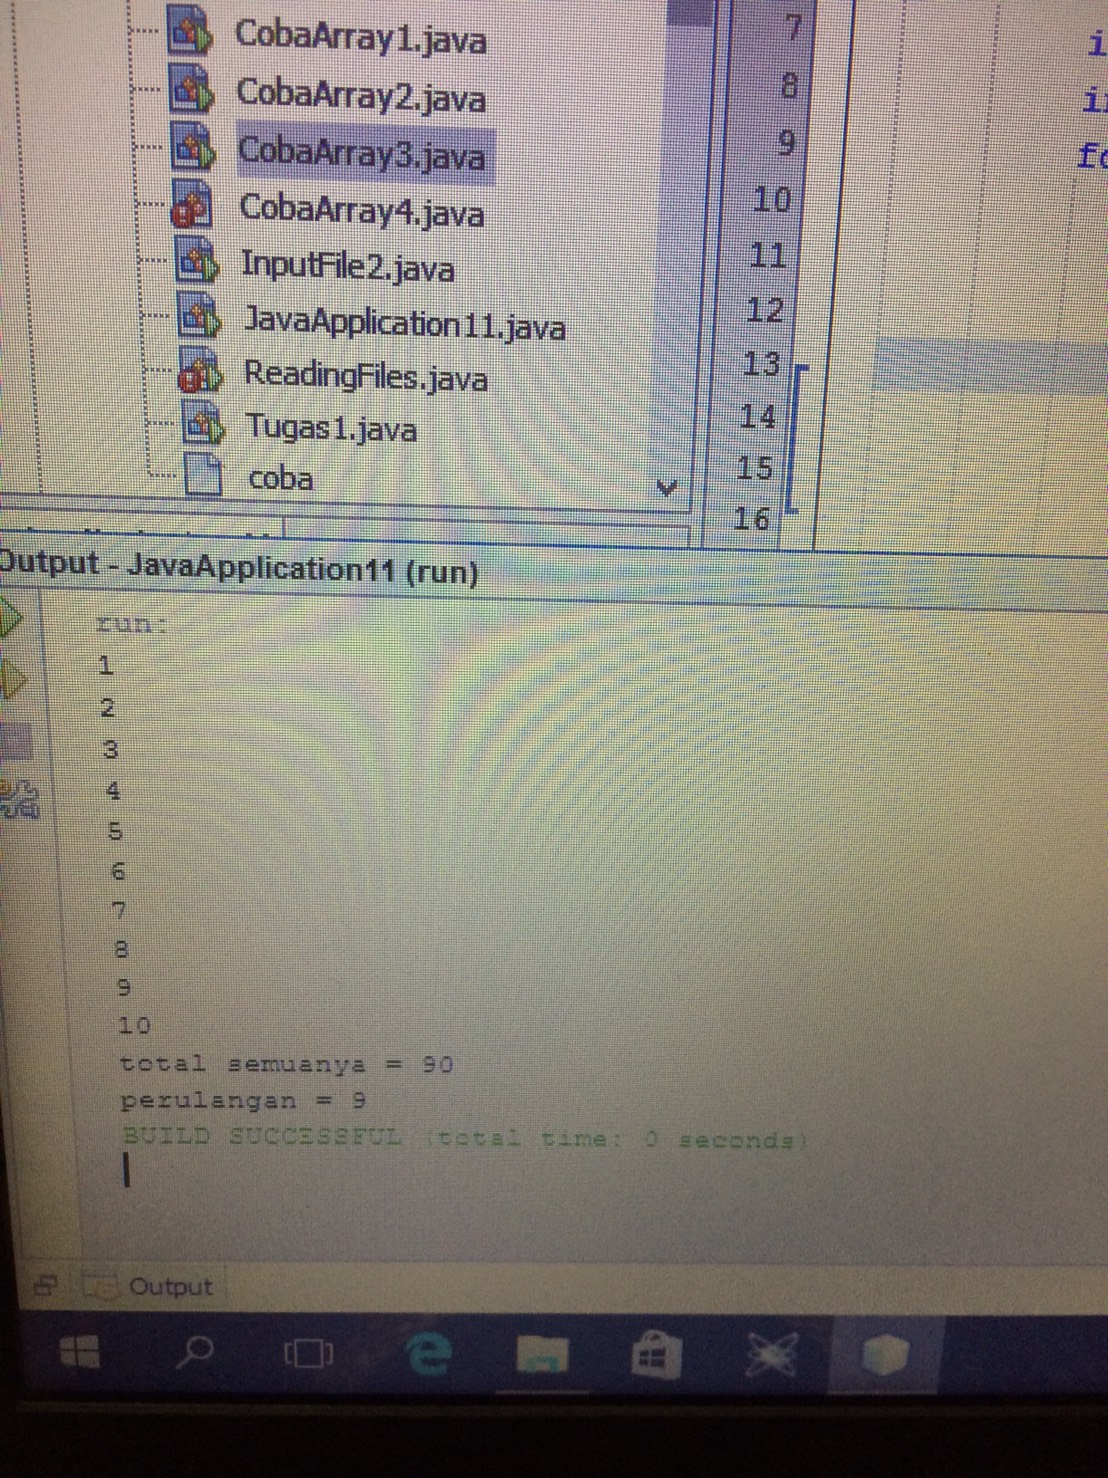 CobaArray1.java
CobaArray2.java
CobaArray3.java
CobaArray4.java
InputFile2.java
JavaApplication11.java
ReadingFiles.java
Tugas1.java
coba
7
8
9
10
11
12
13
14
15
16
Output - JavaApplication11 (run)
run:
1
2
3
4
5
6
7
8
9
10
total semuanya = 90
perulangan = 9
BUILD SUCCESSFUL (total time: 0 seconds)
Output